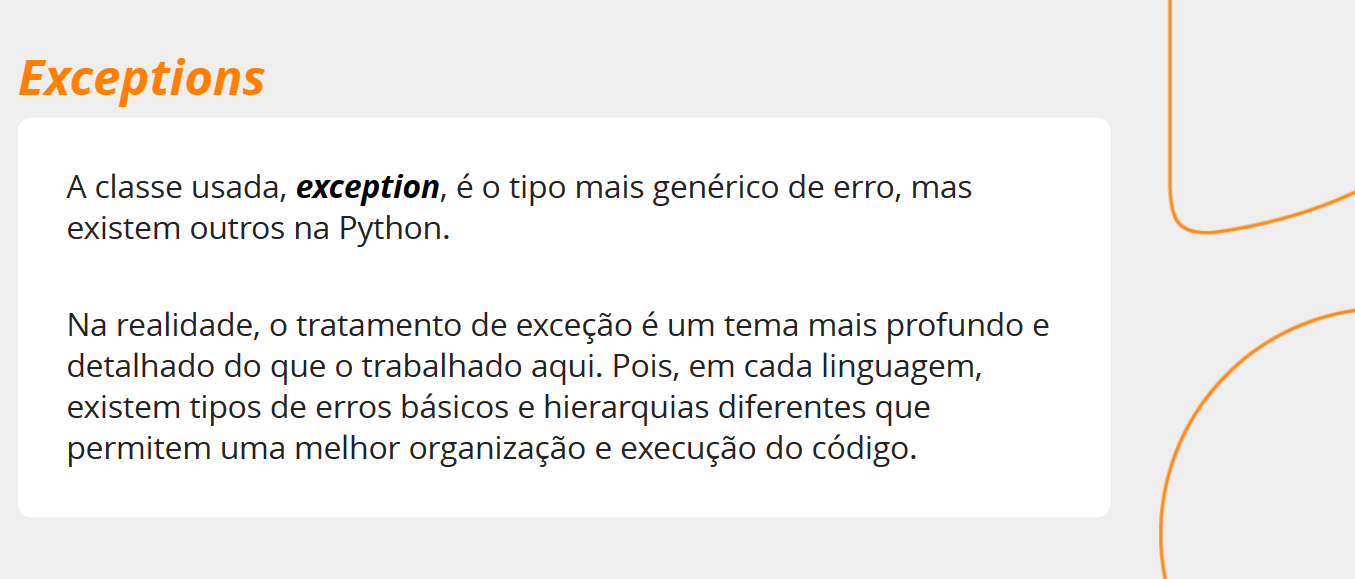 Exceptions
A classe usada, exception, é o tipo mais genérico de erro, mas
existem outros na Python.
Na realidade, o tratamento de exceção é um tema mais profundo e
detalhado do que o trabalhado aqui. Pois, em cada linguagem,
existem tipos de erros básicos e hierarquias diferentes que
permitem uma melhor organização e execução do código.